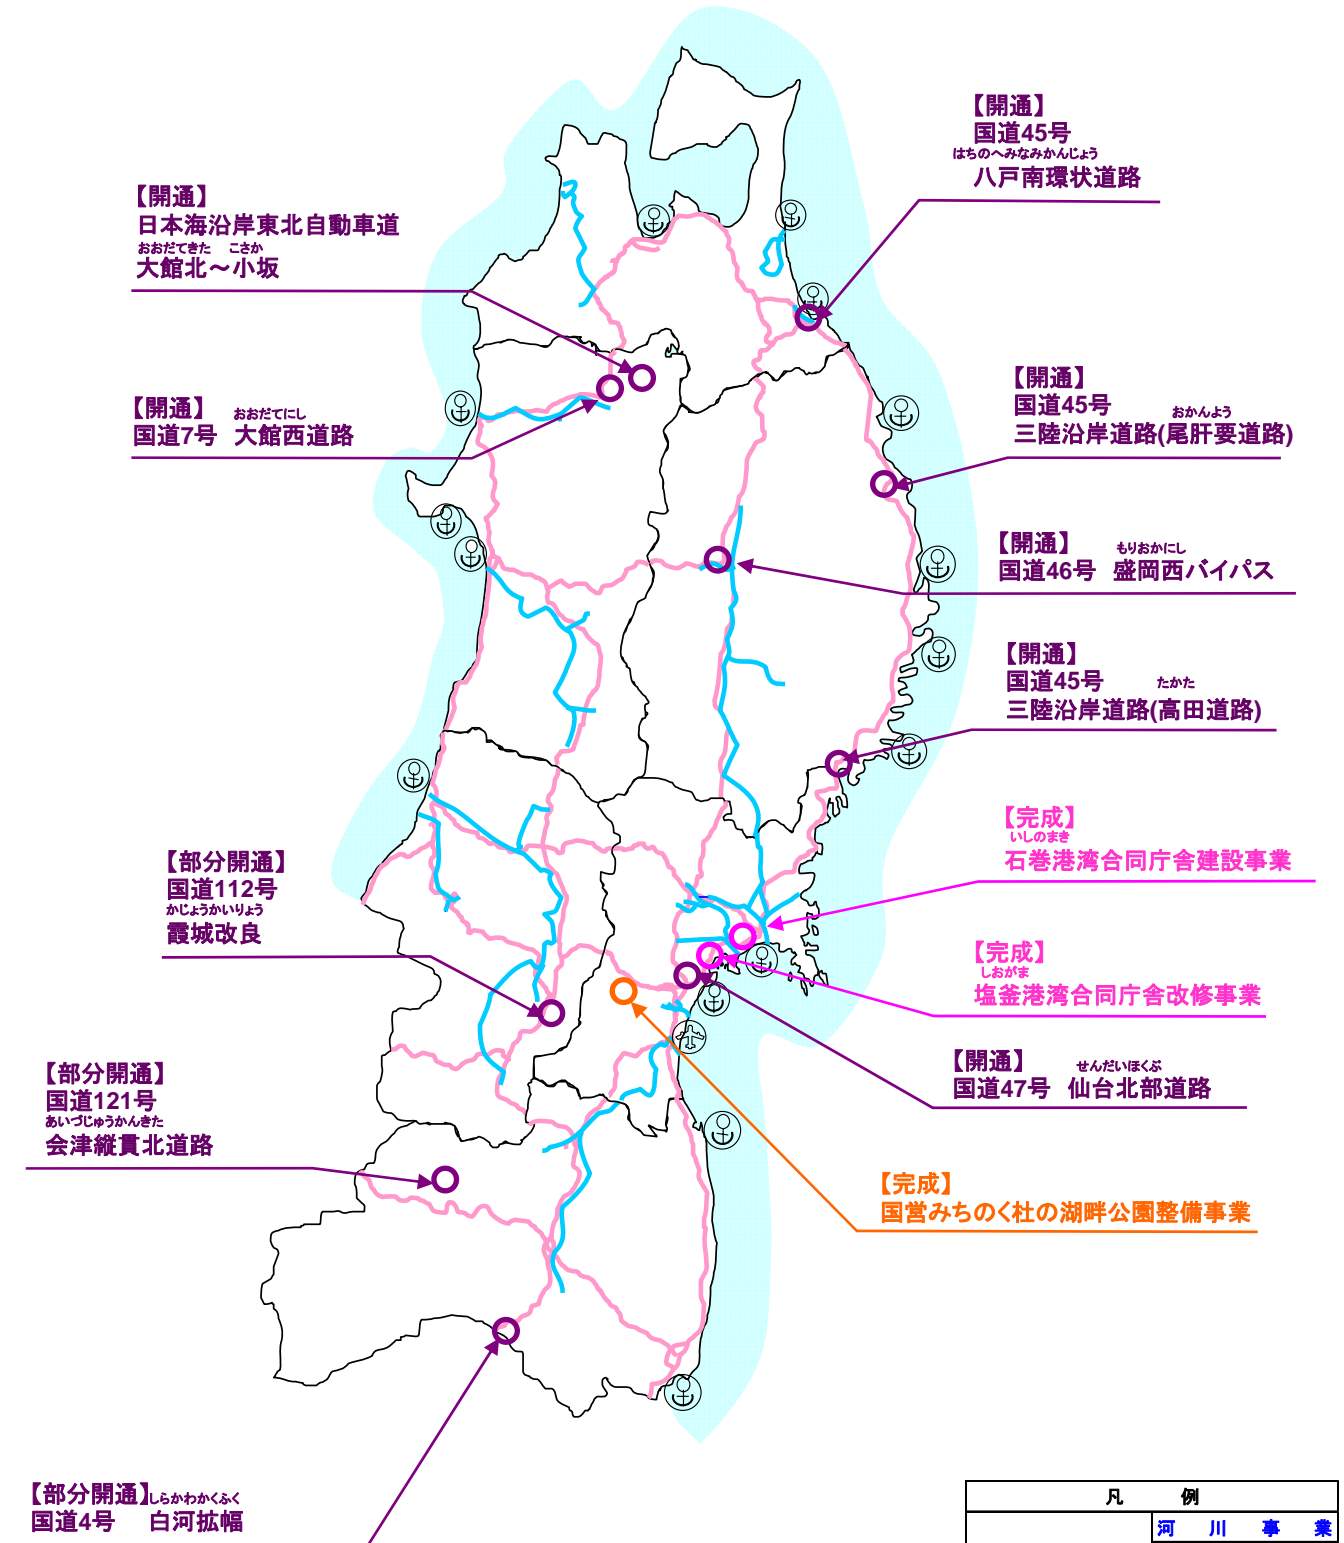 【開通】
国道45号
はちのへみなみかんじょう
八戸南環状道路
【開通】
日本海沿岸東北自動車道
おおだてきた　こさか
大館北～小坂
【開通】
国道45号
おかんよう
三陸沿岸道路(尾肝要道路)
【開通】
おおだてにし
国道7号　大館西道路
【開通】
もりおかにし
国道46号　盛岡西バイパス
【開通】
国道45号
たかた
三陸沿岸道路(高田道路)
【完成】
いしのまき
石巻港湾合同庁舎建設事業
【部分開通】
国道112号
かじょうかいりょう
霞城改良
【完成】
しおがま
塩釜港湾合同庁舎改修事業
【開通】
せんだいほくぶ
国道47号　仙台北部道路
【部分開通】
国道121号
あいづじゅうかんきた
会津縦貫北道路
【完成】
国営みちのく杜の湖畔公園整備事業
【部分開通】
しらかわかくふく
国道4号　白河拡幅
凡　例
河川事業